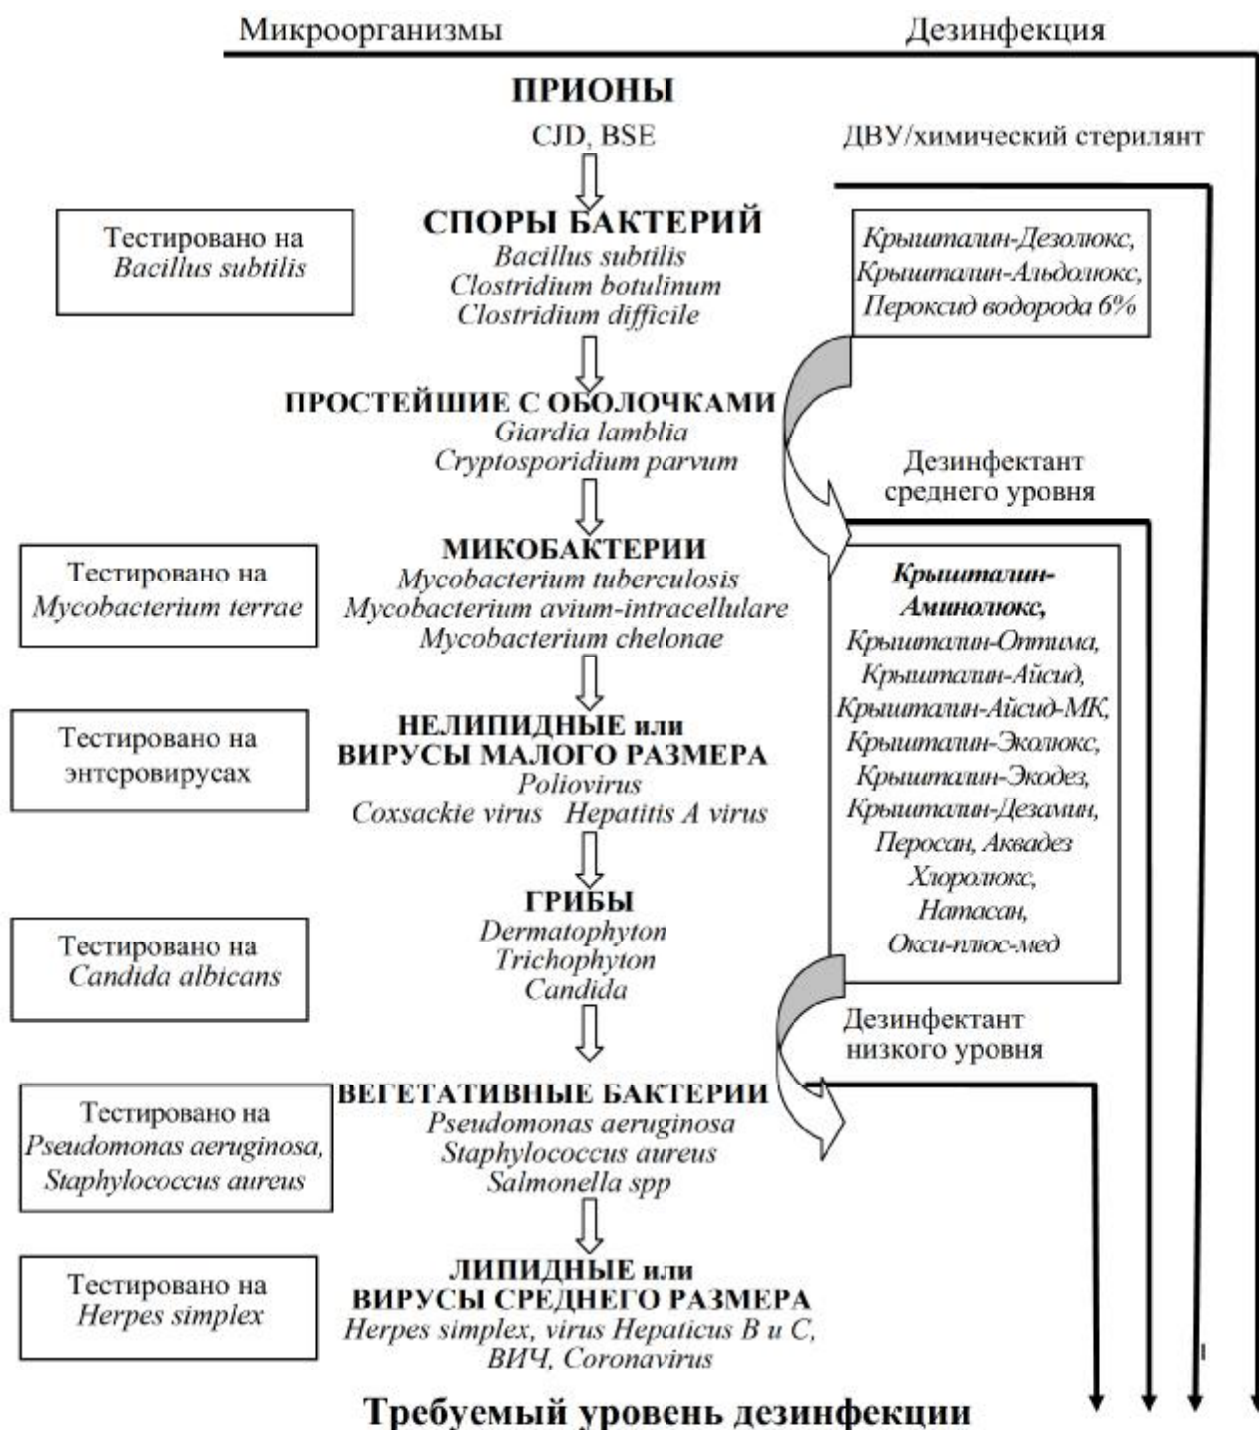 Микроорганизмы
Дезинфекция
ПРИОНЫ
CJD, BSE
ДВУ/химический стерилянт
Тестировано на
Bacillus subtilis
СПОРЫ БАКТЕРИЙ
Bacillus subtilis
Clostridium botulinum
Clostridium difficile
Крышталин-Дезолюкс,
Крышталин-Альдолюкс,
Пероксид водорода 6%
ПРОСТЕЙШИЕ С ОБОЛОЧКАМИ
Giardia lamblia
Cryptosporidium parvum
Дезинфектант
среднего уровня
Тестировано на
Mycobacterium terrae
МИКОБАКТЕРИИ
Mycobacterium tuberculosis
Mycobacterium avium-intracellulare
Mycobacterium chelonae
Крышталин-
Аминолюкс,
Крышталин-Оптима,
Крышталин-Айсид,
Крышталин-Айсид-МК,
Крышталин-Эколюкс,
Крышталин-Экодез,
Крышталин-Дезамин,
Перосан, Аквадез
Хлоролюкс,
Натасан,
Окси-плюс-мед
Тестировано на
энтеровирусах
НЕЛИПИДНЫЕ или
ВИРУСЫ МАЛОГО РАЗМЕРА
Poliovirus
Coxsackie virus Hepatitis A virus
Тестировано на
Candida albicans
ГРИБЫ
Dermatophyton
Trichophyton
Candida
Дезинфектант
низкого уровня
Тестировано на
Pseudomonas aeruginosa,
Staphylococcus aureus
ВЕГЕТАТИВНЫЕ БАКТЕРИИ
Pseudomonas aeruginosa
Staphylococcus aureus
Salmonella spp
Тестировано на
Herpes simplex
ЛИПИДНЫЕ или
ВИРУСЫ СРЕДНЕГО РАЗМЕРА
Herpes simplex, virus Hepaticus B и C,
ВИЧ, Coronavirus
Требуемый уровень дезинфекции